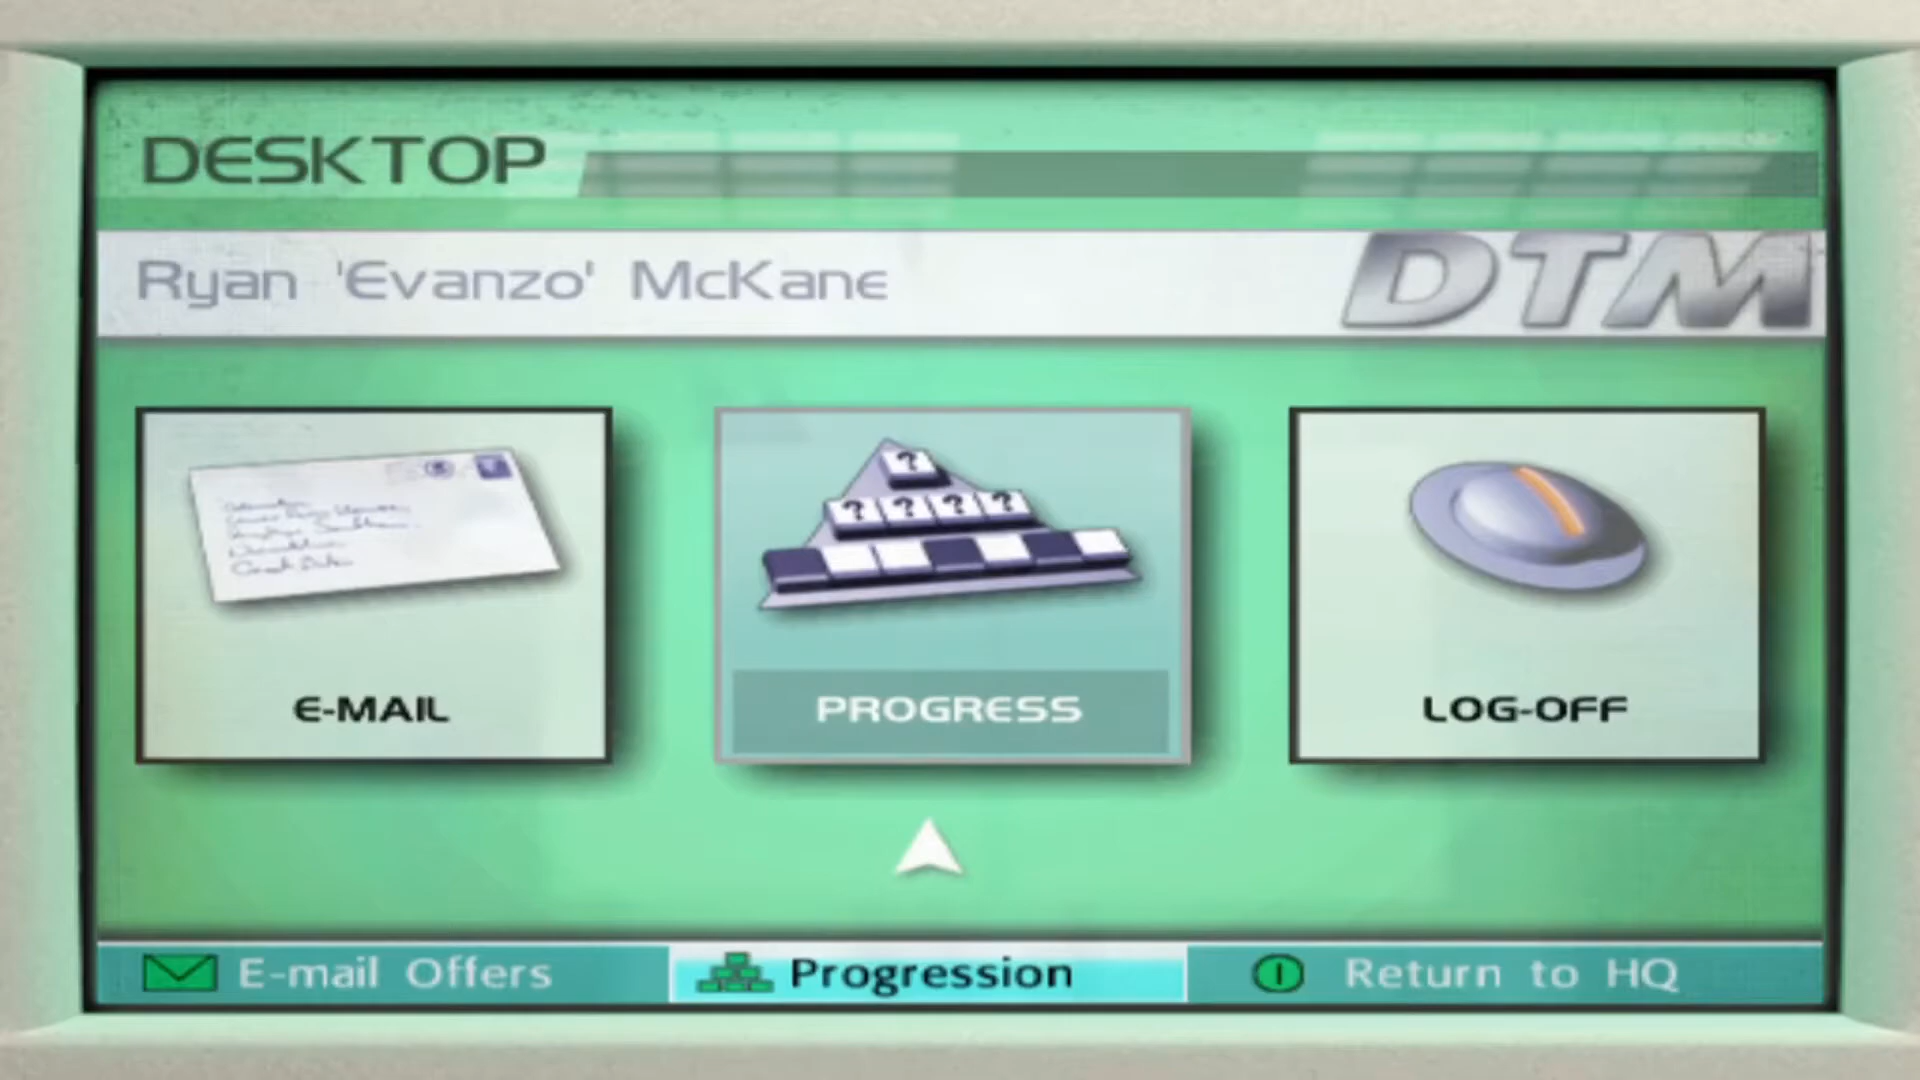 DESKTOP
Ryan 'Evanzo' McKane
DTM
? 
? ? ? ?
E-MAIL
PROGRESS
LOG-OFF
E-mail Offers
Progression
Return to HQ